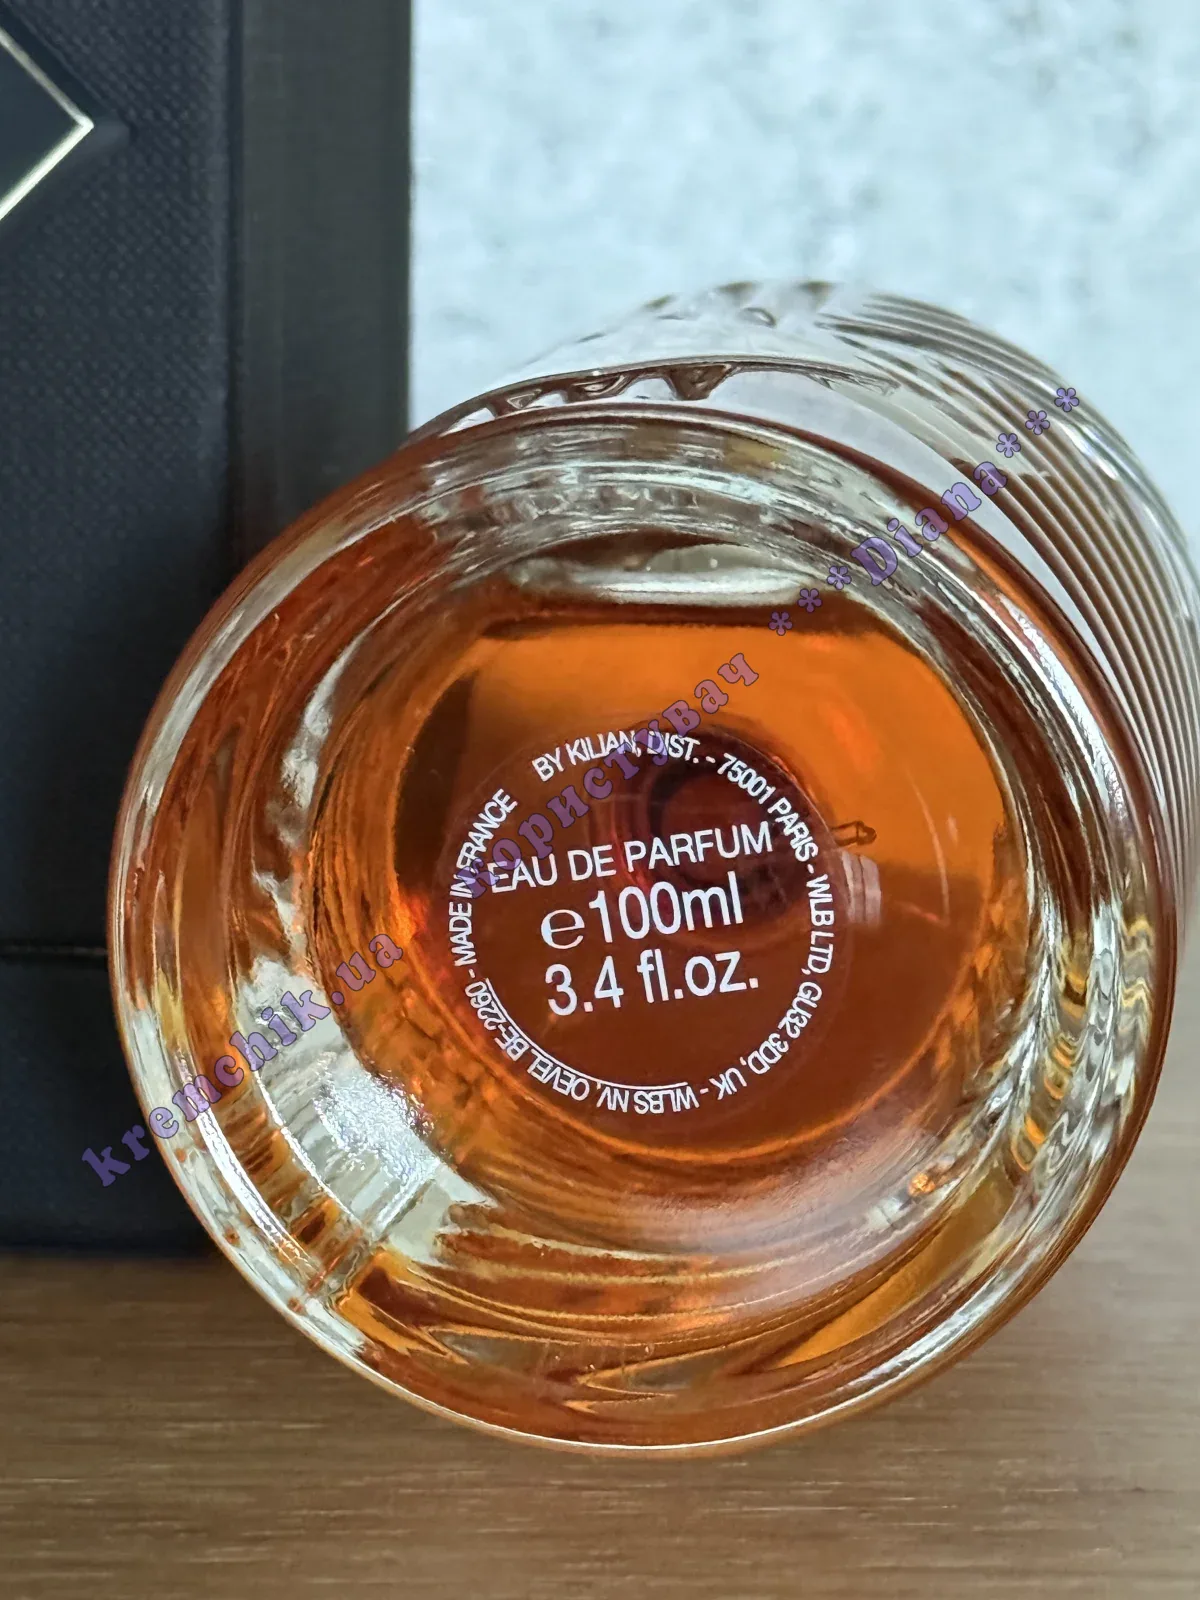 BY KILIAN, DIST. - 75001 PARIS - WLB LTD, GU32 3DD, UK - WLBS NV, OEVEL BE-2260 - MADE IN FRANCE
EAU DE PARFUM
℮100ml
3.4 fl.oz.
kremchik.ua користувач ***Diana***